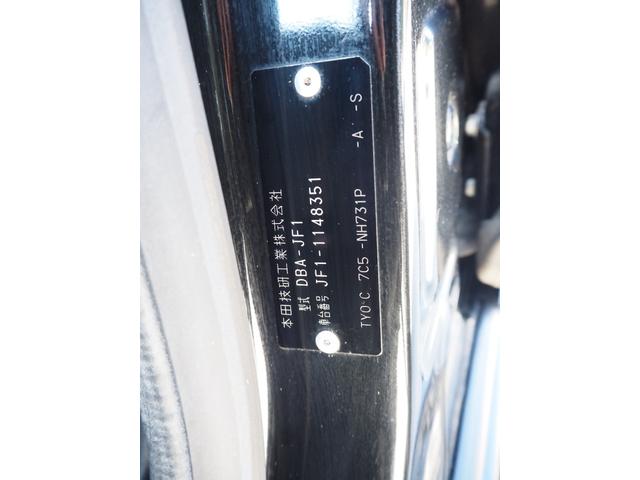 本田技研工業株式会社
型式 DBA-JF1
車台番号 JF1-1148351
TYO·C 7C5 -NH731P -A -S